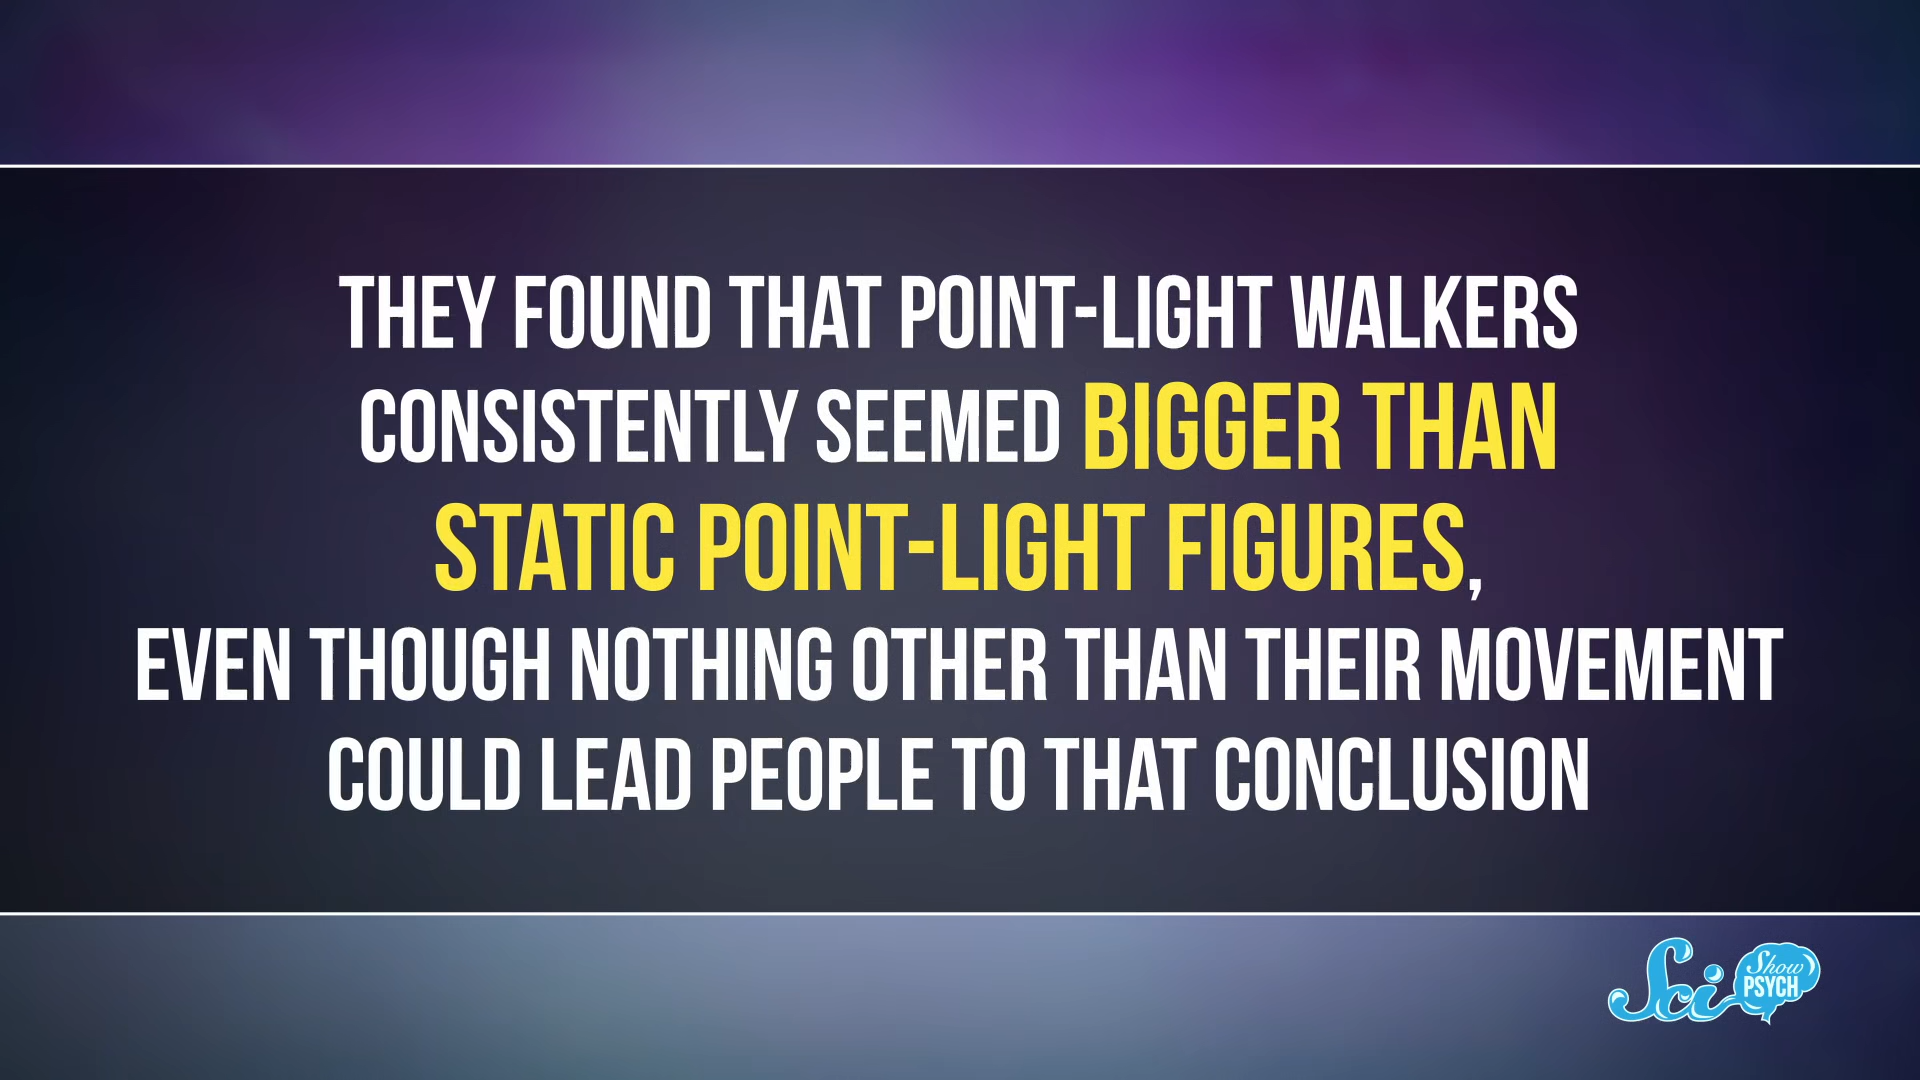 THEY FOUND THAT POINT-LIGHT WALKERS
CONSISTENTLY SEEMED BIGGER THAN
STATIC POINT-LIGHT FIGURES,
EVEN THOUGH NOTHING OTHER THAN THEIR MOVEMENT
COULD LEAD PEOPLE TO THAT CONCLUSION
Sci Show
PSYCH